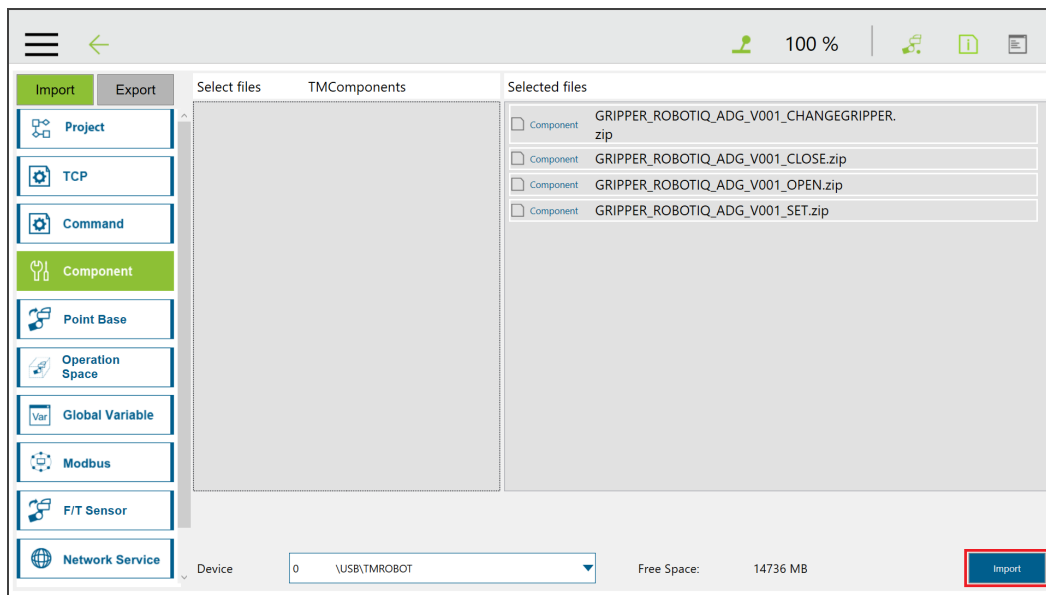 100 %
Import
Export
Select files
TMComponents
Selected files
Project
TCP
Command
Component
Point Base
Operation
Space
Var
Global Variable
Modbus
F/T Sensor
Network Service
Component
GRIPPER_ROBOTIQ_ADG_V001_CHANGEGRIPPER.
zip
Component
GRIPPER_ROBOTIQ_ADG_V001_CLOSE.zip
Component
GRIPPER_ROBOTIQ_ADG_V001_OPEN.zip
Component
GRIPPER_ROBOTIQ_ADG_V001_SET.zip
Device
0
\USB\TMROBOT
Free Space:
14736 MB
Import